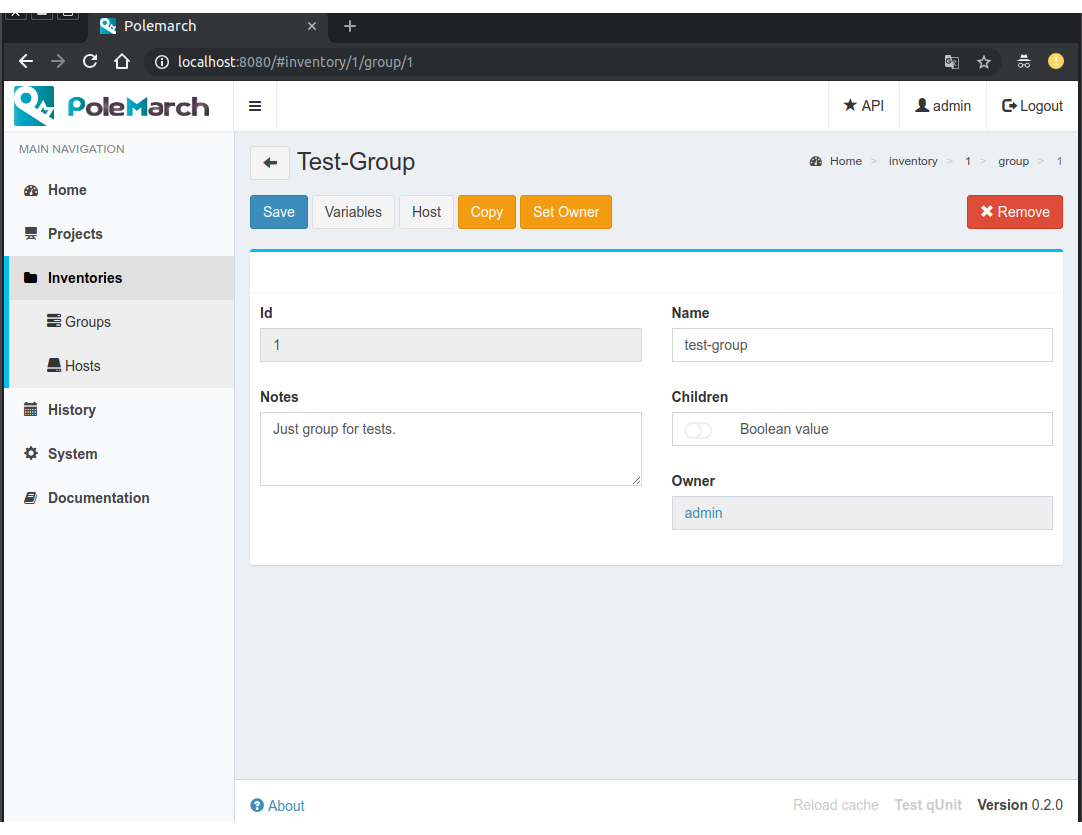 Polemarch
localhost:8080/#inventory/1/group/1
PoleMarch
API
admin
Logout
MAIN NAVIGATION
Test-Group
Home > inventory > 1 > group > 1
Home
Projects
Inventories
Groups
Hosts
History
System
Documentation
Save
Variables
Host
Copy
Set Owner
Remove
Id
1
Name
test-group
Notes
Just group for tests.
Children
Boolean value
Owner
admin
About
Reload cache
Test qUnit
Version 0.2.0